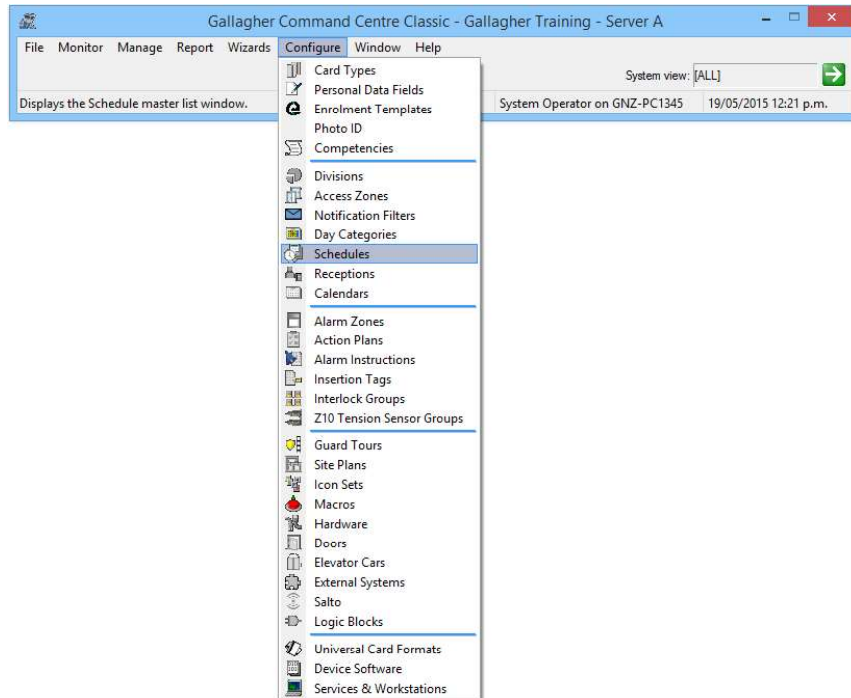 Gallagher Command Centre Classic - Gallagher Training - Server A
File Monitor Manage Report Wizards Configure Window Help
System view: [ALL]
Displays the Schedule master list window.
System Operator on GNZ-PC1345
19/05/2015 12:21 p.m.
Card Types
Personal Data Fields
Enrolment Templates
Photo ID
Competencies
Divisions
Access Zones
Notification Filters
Day Categories
Schedules
Receptions
Calendars
Alarm Zones
Action Plans
Alarm Instructions
Insertion Tags
Interlock Groups
Z10 Tension Sensor Groups
Guard Tours
Site Plans
Icon Sets
Macros
Hardware
Doors
Elevator Cars
External Systems
Salto
Logic Blocks
Universal Card Formats
Device Software
Services & Workstations